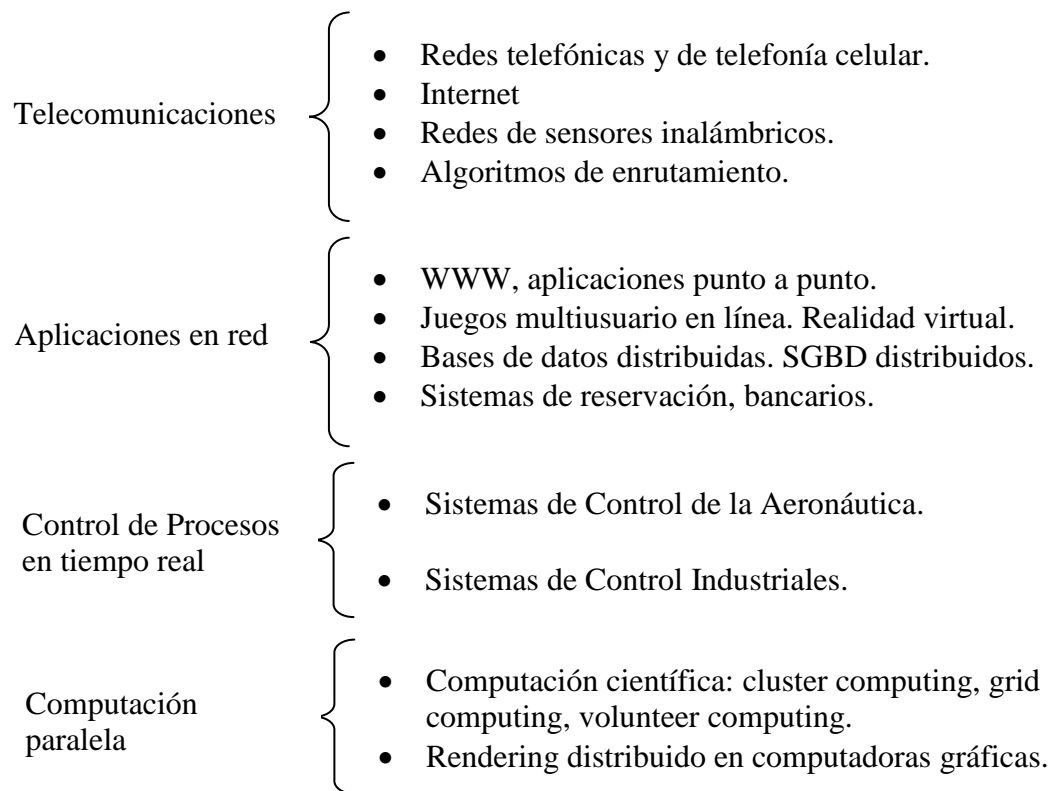 Telecomunicaciones
• Redes telefónicas y de telefonía celular.
• Internet
• Redes de sensores inalámbricos.
• Algoritmos de enrutamiento.
Aplicaciones en red
• WWW, aplicaciones punto a punto.
• Juegos multiusuario en línea. Realidad virtual.
• Bases de datos distribuidas. SGBD distribuidos.
• Sistemas de reservación, bancarios.
Control de Procesos
en tiempo real
• Sistemas de Control de la Aeronáutica.
• Sistemas de Control Industriales.
Computación
paralela
• Computación científica: cluster computing, grid
computing, volunteer computing.
• Rendering distribuido en computadoras gráficas.